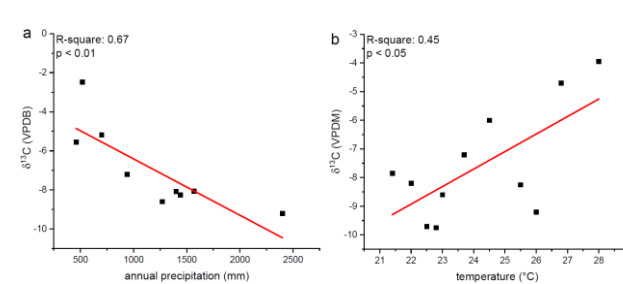 a
R-square: 0.67
p < 0.01
0
-2
-4
-6
-8
-10
δ13C (VPDB)
500
1000
1500
2000
2500
annual precipitation (mm)
b
R-square: 0.45
p < 0.05
-3
-4
-5
-6
-7
-8
-9
-10
δ13C (VPDM)
21
22
23
24
25
26
27
28
temperature (°C)